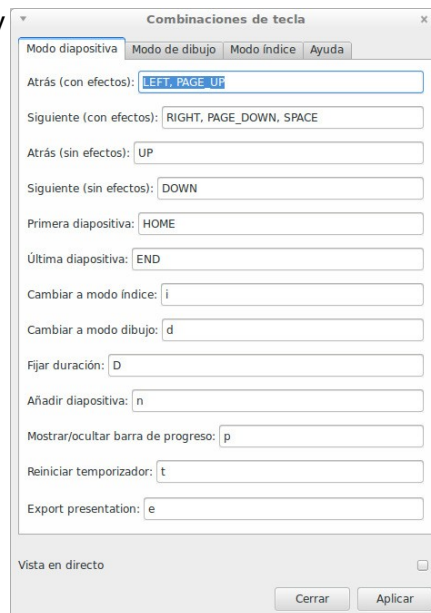 y
Combinaciones de tecla
Modo diapositiva Modo de dibujo Modo índice Ayuda
Atrás (con efectos): LEFT, PAGE_UP
Siguiente (con efectos): RIGHT, PAGE_DOWN, SPACE
Atrás (sin efectos): UP
Siguiente (sin efectos): DOWN
Primera diapositiva: HOME
Última diapositiva: END
Cambiar a modo índice: i
Cambiar a modo dibujo: d
Fijar duración: D
Añadir diapositiva: n
Mostrar/ocultar barra de progreso: p
Reiniciar temporizador: t
Export presentation: e
Vista en directo
Cerrar Aplicar